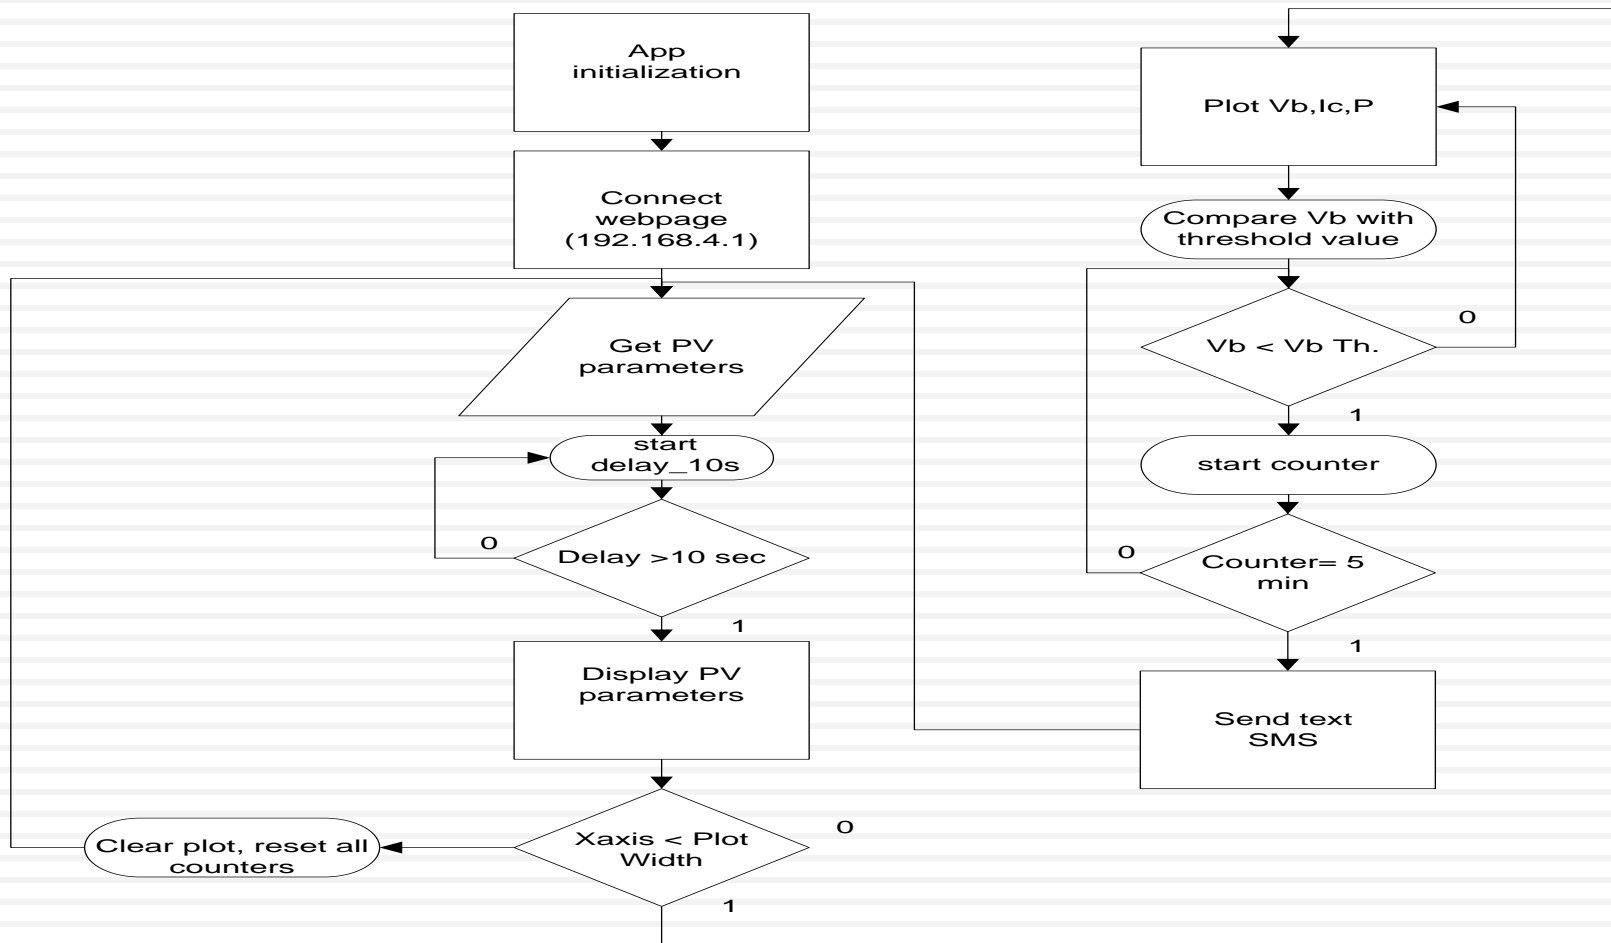 App
initialization
Connect
webpage
(192.168.4.1)
Get PV
parameters
start
delay_10s
0
Delay >10 sec
1
Display PV
parameters
0
Xaxis < Plot
Width
Clear plot, reset all
counters
1
Plot Vb,Ic,P
Compare Vb with
threshold value
0
Vb < Vb Th.
1
start counter
0
Counter= 5
min
1
Send text
SMS